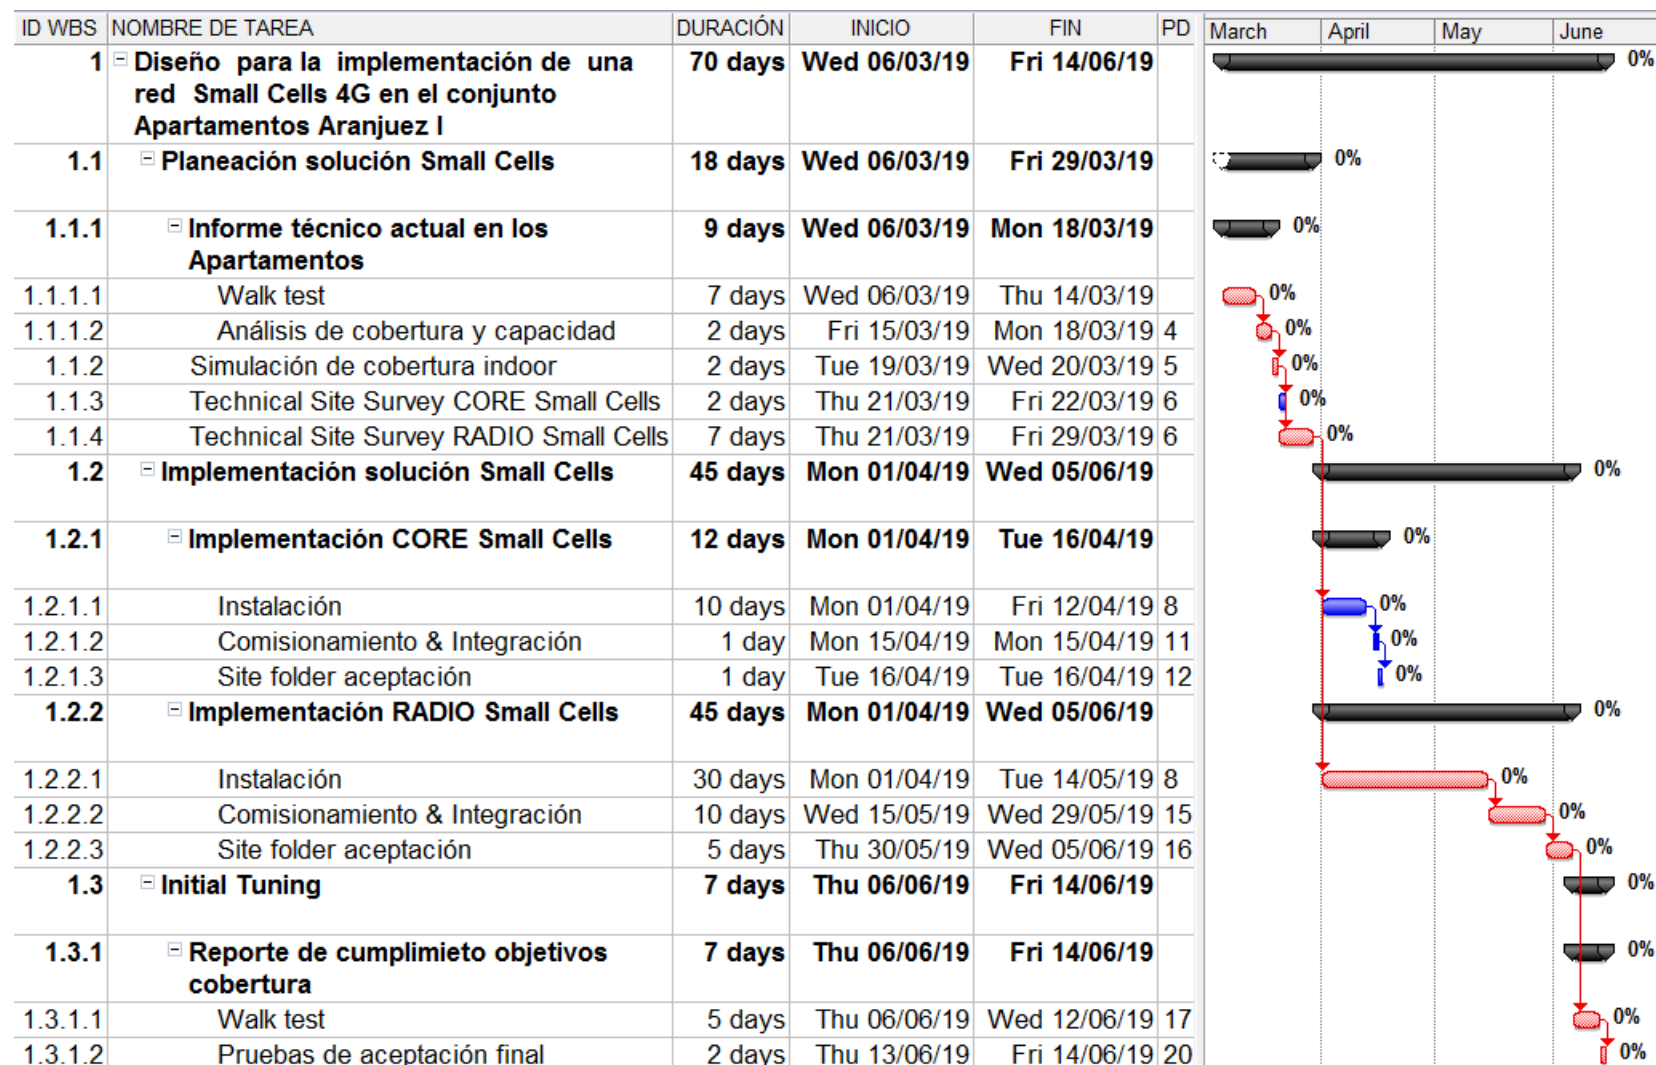 ID WBS NOMBRE DE TAREA DURACIÓN INICIO FIN PD March April May June
1 Diseño para la implementación de una 70 days Wed 06/03/19 Fri 14/06/19 0%
red Small Cells 4G en el conjunto
Apartamentos Aranjuez I
1.1 Planeación solución Small Cells 18 days Wed 06/03/19 Fri 29/03/19 0%
1.1.1 Informe técnico actual en los 9 days Wed 06/03/19 Mon 18/03/19 0%
Apartamentos
1.1.1.1 Walk test 7 days Wed 06/03/19 Thu 14/03/19 0%
1.1.1.2 Análisis de cobertura y capacidad 2 days Fri 15/03/19 Mon 18/03/19 4 0%
1.1.2 Simulación de cobertura indoor 2 days Tue 19/03/19 Wed 20/03/19 5 0%
1.1.3 Technical Site Survey CORE Small Cells 2 days Thu 21/03/19 Fri 22/03/19 6 0%
1.1.4 Technical Site Survey RADIO Small Cells 7 days Thu 21/03/19 Fri 29/03/19 6 0%
1.2 Implementación solución Small Cells 45 days Mon 01/04/19 Wed 05/06/19 0%
1.2.1 Implementación CORE Small Cells 12 days Mon 01/04/19 Tue 16/04/19 0%
1.2.1.1 Instalación 10 days Mon 01/04/19 Fri 12/04/19 8 0%
1.2.1.2 Comisionamiento & Integración 1 day Mon 15/04/19 Mon 15/04/19 11 0%
1.2.1.3 Site folder aceptación 1 day Tue 16/04/19 Tue 16/04/19 12 0%
1.2.2 Implementación RADIO Small Cells 45 days Mon 01/04/19 Wed 05/06/19 0%
1.2.2.1 Instalación 30 days Mon 01/04/19 Tue 14/05/19 8 0%
1.2.2.2 Comisionamiento & Integración 10 days Wed 15/05/19 Wed 29/05/19 15 0%
1.2.2.3 Site folder aceptación 5 days Thu 30/05/19 Wed 05/06/19 16 0%
1.3 Initial Tuning 7 days Thu 06/06/19 Fri 14/06/19 0%
1.3.1 Reporte de cumplimieto objetivos 7 days Thu 06/06/19 Fri 14/06/19 0%
cobertura
1.3.1.1 Walk test 5 days Thu 06/06/19 Wed 12/06/19 17 0%
1.3.1.2 Pruebas de aceptación final 2 days Thu 13/06/19 Fri 14/06/19 20 0%